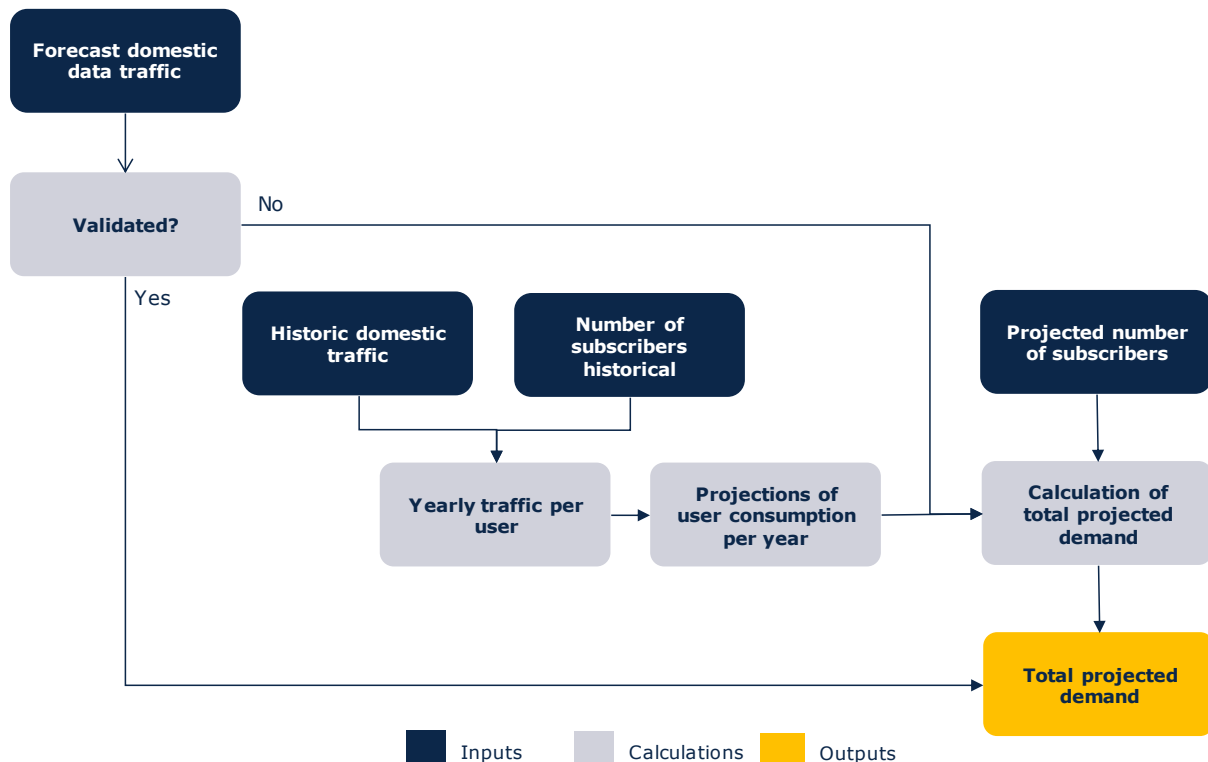 Forecast domestic
data traffic
Validated?
No
Yes
Historic domestic
traffic
Number of
subscribers
historical
Projected number
of subscribers
Yearly traffic per
user
Projections of
user consumption
per year
Calculation of
total projected
demand
Total projected
demand
Inputs
Calculations
Outputs